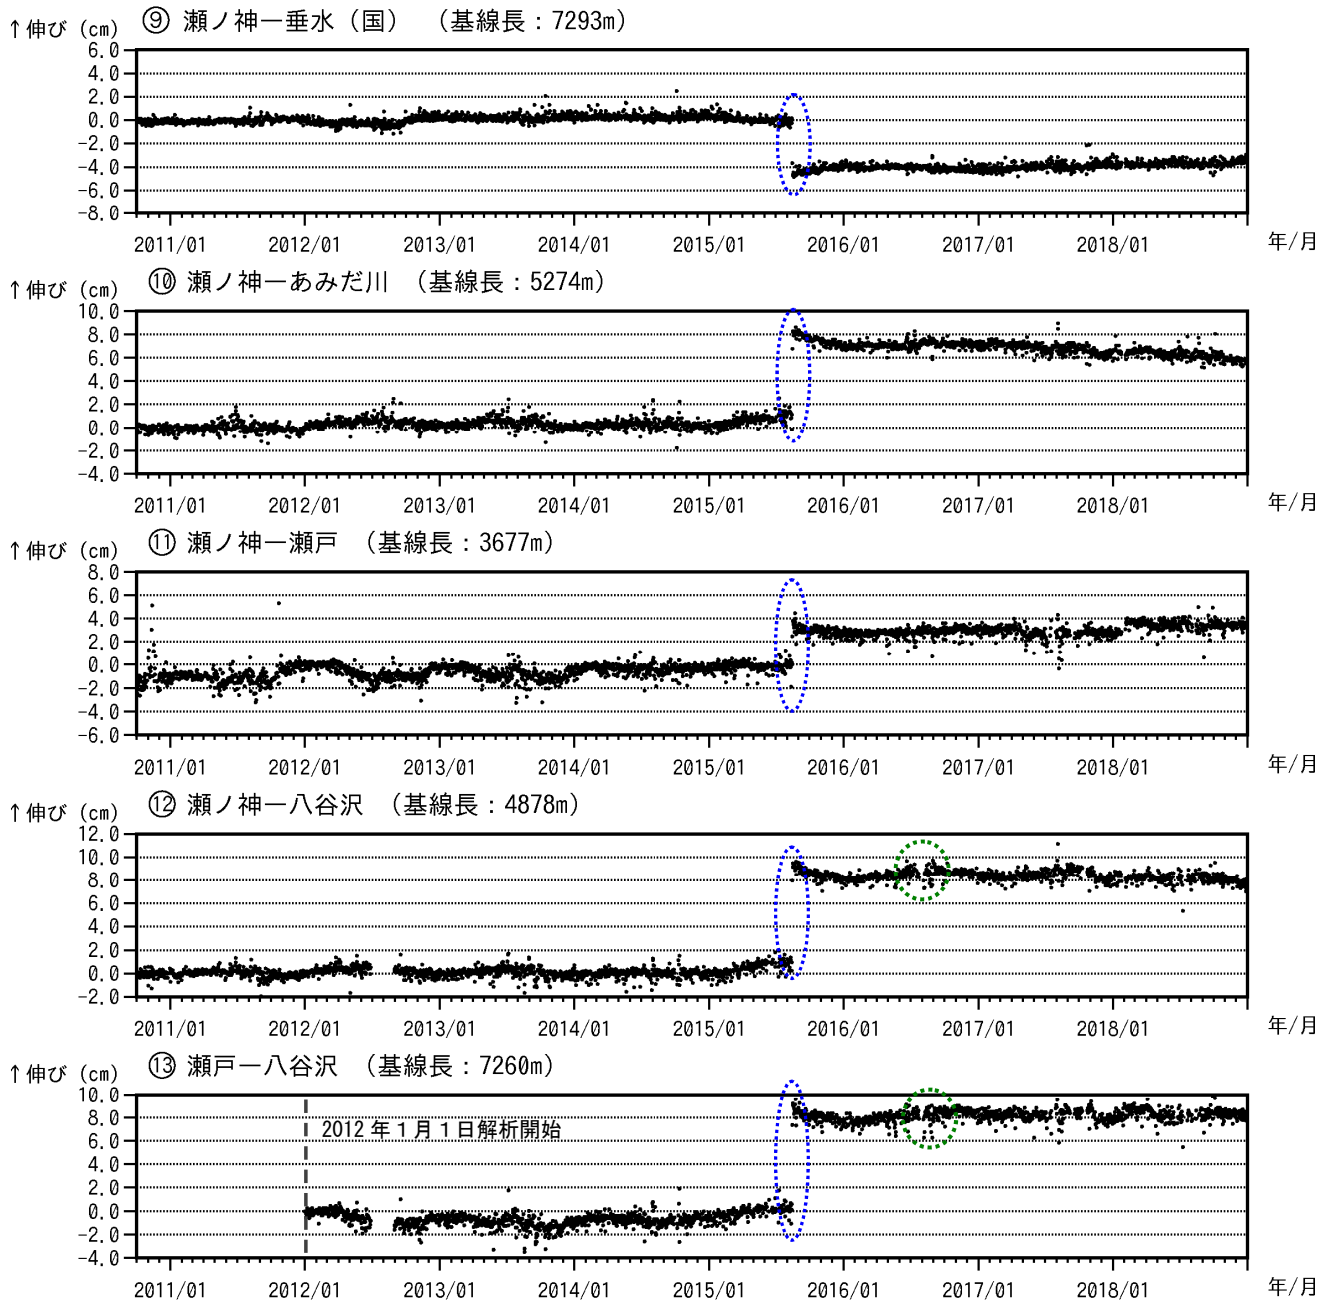 ⑨ 瀬ノ神ー垂水（国） （基線長：7293m）
↑伸び (cm)
6.0
4.0
2.0
0.0
-2.0
-4.0
-6.0
-8.0
2011/01 2012/01 2013/01 2014/01 2015/01 2016/01 2017/01 2018/01 年/月
⑩ 瀬ノ神ーあみだ川 （基線長：5274m）
↑伸び (cm)
10.0
8.0
6.0
4.0
2.0
0.0
-2.0
-4.0
2011/01 2012/01 2013/01 2014/01 2015/01 2016/01 2017/01 2018/01 年/月
⑪ 瀬ノ神ー瀬戸 （基線長：3677m）
↑伸び (cm)
8.0
6.0
4.0
2.0
0.0
-2.0
-4.0
-6.0
2011/01 2012/01 2013/01 2014/01 2015/01 2016/01 2017/01 2018/01 年/月
⑫ 瀬ノ神ー八谷沢 （基線長：4878m）
↑伸び (cm)
12.0
10.0
8.0
6.0
4.0
2.0
0.0
-2.0
2011/01 2012/01 2013/01 2014/01 2015/01 2016/01 2017/01 2018/01 年/月
⑬ 瀬戸ー八谷沢 （基線長：7260m）
↑伸び (cm)
10.0
8.0
6.0
4.0
2.0
0.0
-2.0
-4.0
2012年１月１日解析開始
2011/01 2012/01 2013/01 2014/01 2015/01 2016/01 2017/01 2018/01 年/月